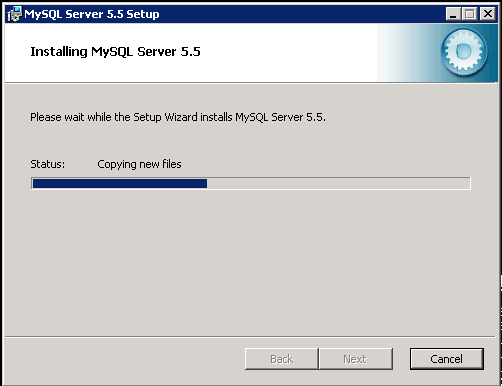 MySQL Server 5.5 Setup
Installing MySQL Server 5.5
Please wait while the Setup Wizard installs MySQL Server 5.5.
Status: Copying new files
Back Next Cancel